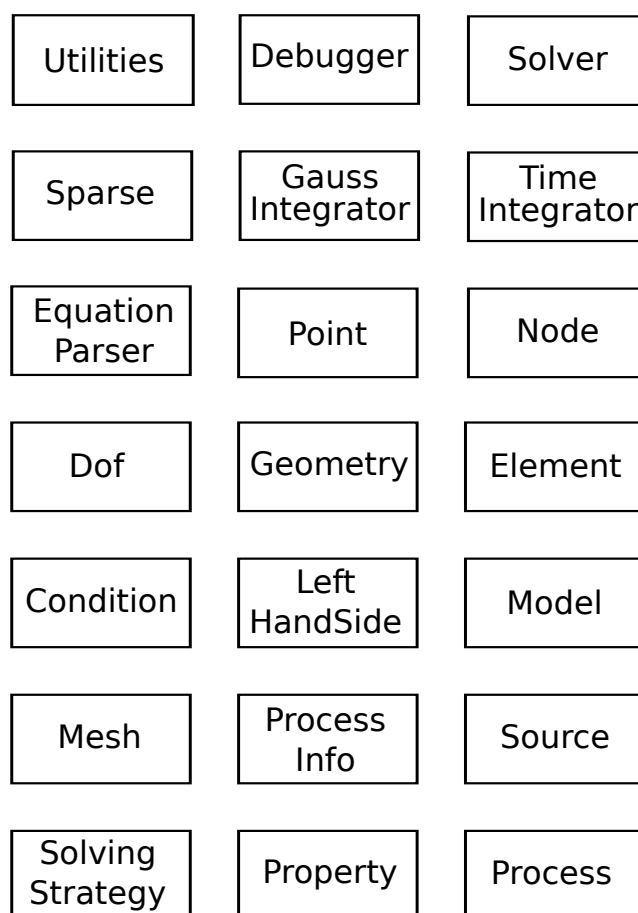 Utilities
Debugger
Solver
Sparse
Gauss
Integrator
Time
Integrator
Equation
Parser
Point
Node
Dof
Geometry
Element
Condition
Left
HandSide
Model
Mesh
Process
Info
Source
Solving
Strategy
Property
Process